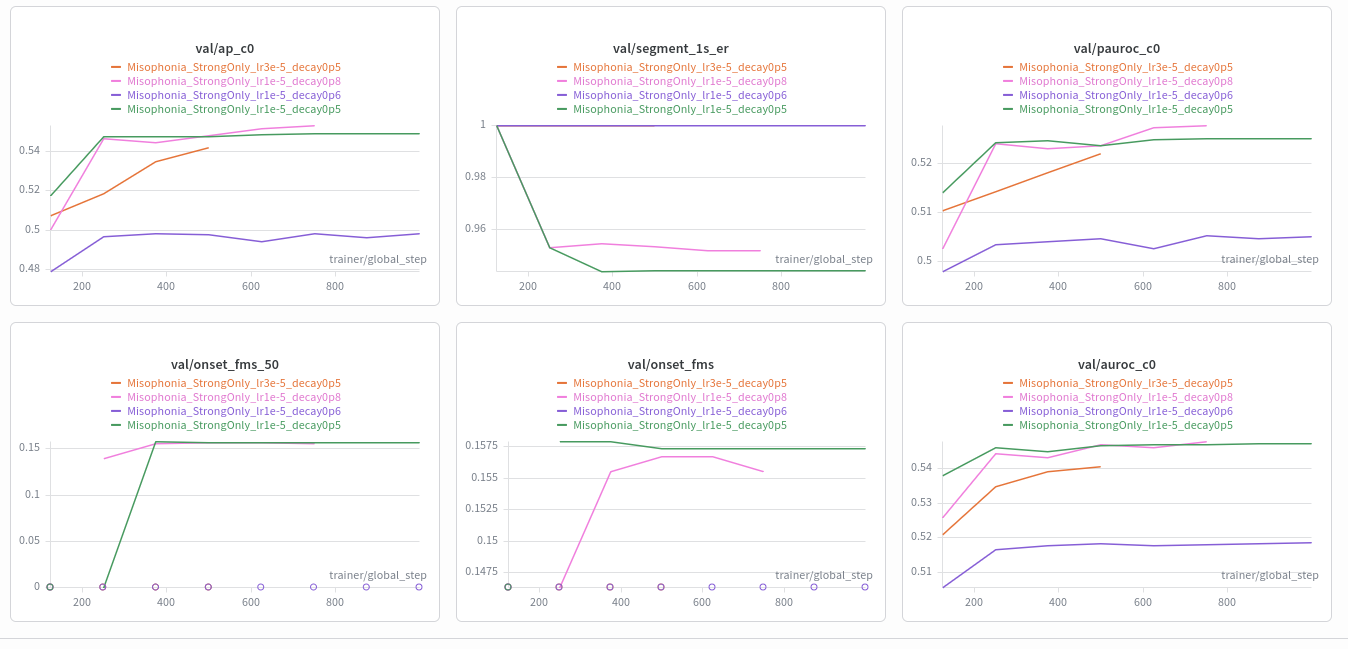 val/ap_c0
Misophonia_StrongOnly_lr3e-5_decay0p5
Misophonia_StrongOnly_lr1e-5_decay0p8
Misophonia_StrongOnly_lr1e-5_decay0p6
Misophonia_StrongOnly_lr1e-5_decay0p5
0.54
0.52
0.5
0.48
trainer/global_step
200 400 600 800
val/segment_1s_er
Misophonia_StrongOnly_lr3e-5_decay0p5
Misophonia_StrongOnly_lr1e-5_decay0p8
Misophonia_StrongOnly_lr1e-5_decay0p6
Misophonia_StrongOnly_lr1e-5_decay0p5
1
0.98
0.96
trainer/global_step
200 400 600 800
val/pauroc_c0
Misophonia_StrongOnly_lr3e-5_decay0p5
Misophonia_StrongOnly_lr1e-5_decay0p8
Misophonia_StrongOnly_lr1e-5_decay0p6
Misophonia_StrongOnly_lr1e-5_decay0p5
0.52
0.51
0.5
trainer/global_step
200 400 600 800
val/onset_fms_50
Misophonia_StrongOnly_lr3e-5_decay0p5
Misophonia_StrongOnly_lr1e-5_decay0p8
Misophonia_StrongOnly_lr1e-5_decay0p6
Misophonia_StrongOnly_lr1e-5_decay0p5
0.15
0.1
0.05
0
trainer/global_step
200 400 600 800
val/onset_fms
Misophonia_StrongOnly_lr3e-5_decay0p5
Misophonia_StrongOnly_lr1e-5_decay0p8
Misophonia_StrongOnly_lr1e-5_decay0p6
Misophonia_StrongOnly_lr1e-5_decay0p5
0.1575
0.155
0.1525
0.15
0.1475
trainer/global_step
200 400 600 800
val/auroc_c0
Misophonia_StrongOnly_lr3e-5_decay0p5
Misophonia_StrongOnly_lr1e-5_decay0p8
Misophonia_StrongOnly_lr1e-5_decay0p6
Misophonia_StrongOnly_lr1e-5_decay0p5
0.54
0.53
0.52
0.51
trainer/global_step
200 400 600 800